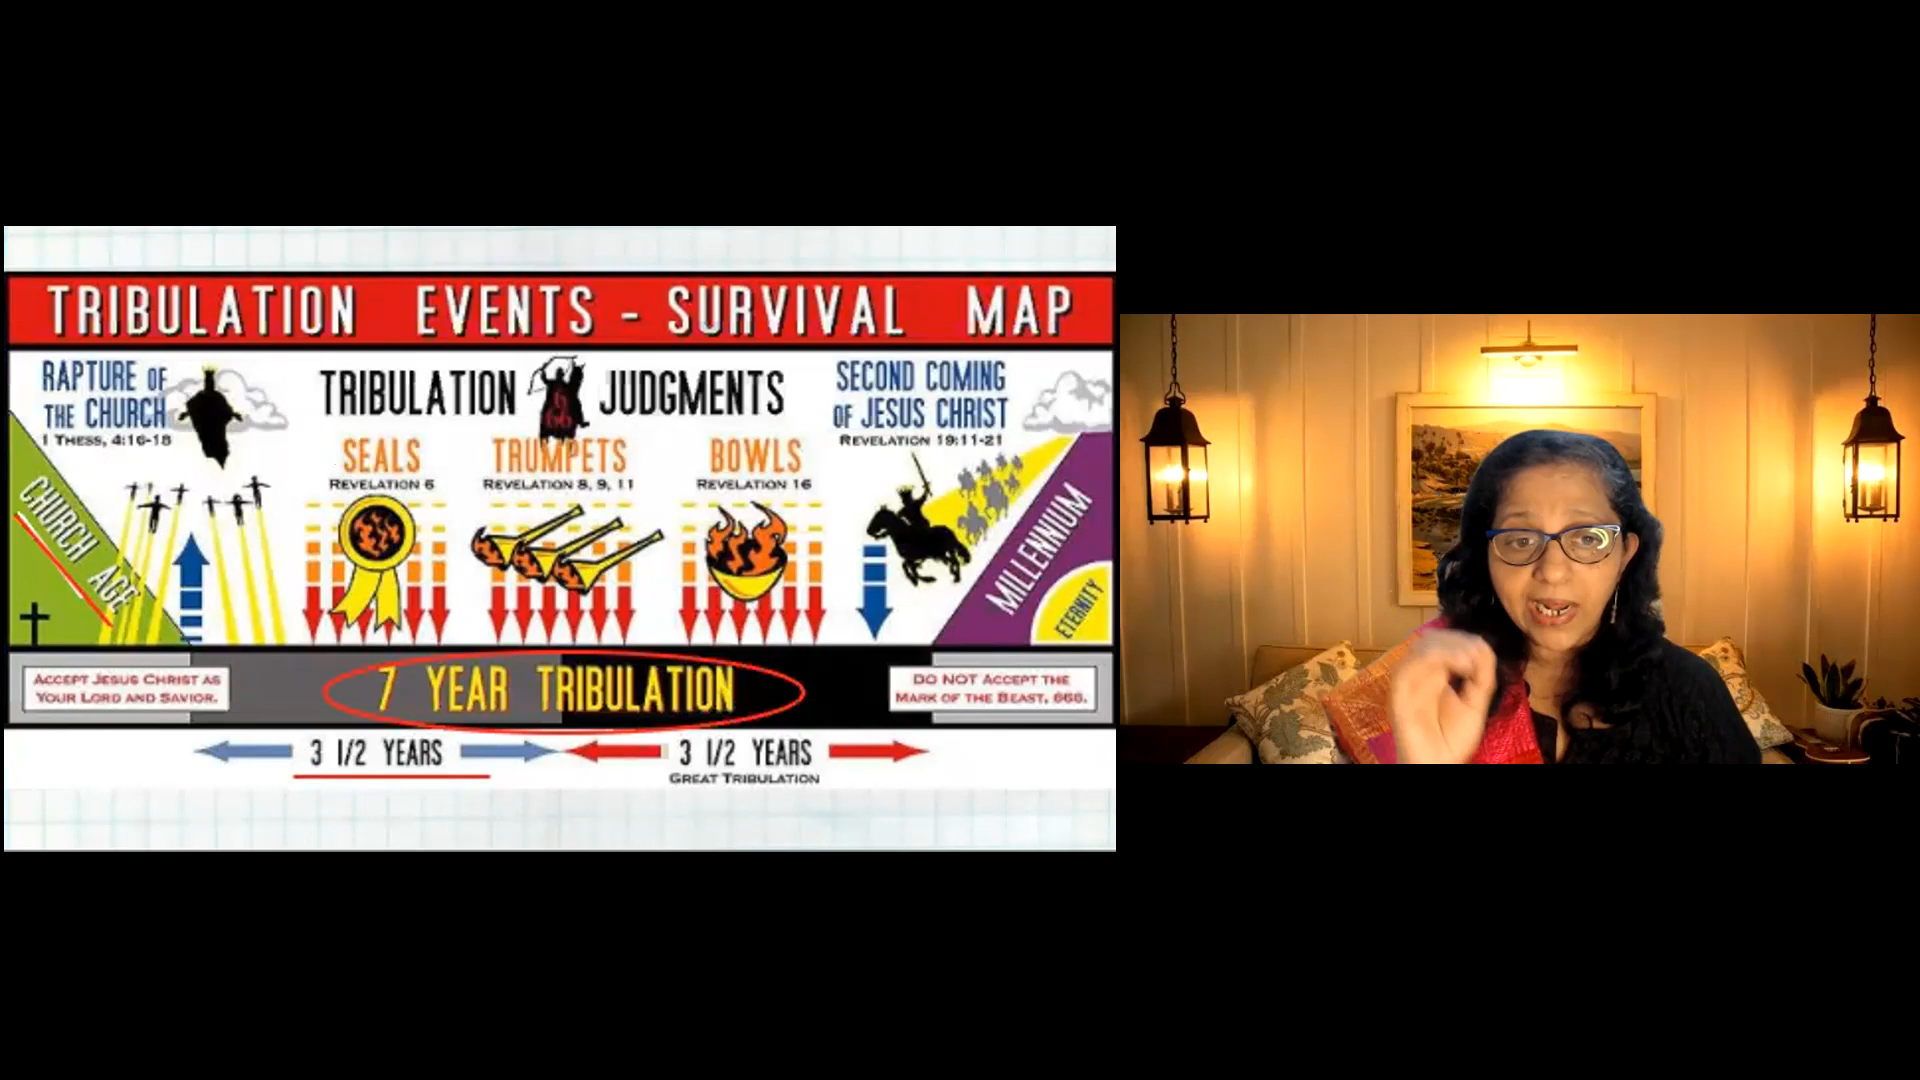 TRIBULATION EVENTS - SURVIVAL MAP
RAPTURE OF
THE CHURCH
1 THESS, 4:16-18
TRIBULATION JUDGMENTS
666
SEALS
REVELATION 6
TRUMPETS
REVELATION 8, 9, 11
BOWLS
REVELATION 16
SECOND COMING
OF JESUS CHRIST
REVELATION 19:11-21
CHURCH AGE
MILLENNIUM
ETERNITY
ACCEPT JESUS CHRIST AS
YOUR LORD AND SAVIOR.
7 YEAR TRIBULATION
DO NOT ACCEPT THE
MARK OF THE BEAST, 666.
3 1/2 YEARS
3 1/2 YEARS
GREAT TRIBULATION